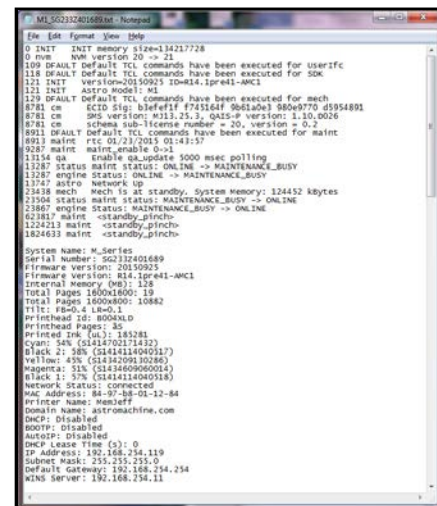 M1_SG233Z401689.txt - Notepad
File Edit Format View Help
0 INIT INIT memory size=134217728
0 nvm NVM version 20 -> 21
109 DFAULT Default TCL commands have been executed for UserIfc
118 DFAULT Default TCL commands have been executed for SDK
121 INIT Version=20150925 ID=R14.1pre41-AMC1
121 INIT Astro Model: M1
129 DFAULT Default TCL commands have been executed for mech
8781 cm ECID Sig: b1efef1f f745164f 9b61a0e3 980e9770 d5954891
8781 cm SMS version: MJ13.25.3, QAIS-P version: 1.10.D026
8781 cm schema sub-license number = 20, version = 0.2
8911 DFAULT Default TCL commands have been executed for maint
8913 maint rtc 01/23/2015 01:43:57
9287 maint maint_enable 0->1
13154 qa Enable qa_update 5000 msec polling
13287 status maint status: ONLINE -> MAINTENANCE_BUSY
13287 engine Status: ONLINE -> MAINTENANCE_BUSY
13747 astro Network Up
23438 mech Mech is at standby. System Memory: 124452 kBytes
23504 status maint status: MAINTENANCE_BUSY -> ONLINE
23867 engine Status: MAINTENANCE_BUSY -> ONLINE
623817 maint <standby_pinch>
1224213 maint <standby_pinch>
1824633 maint <standby_pinch>
System Name: M_Series
Serial Number: SG233Z401689
Firmware Version: 20150925
Firmware Version: R14.1pre41-AMC1
Internal Memory (MB): 128
Total Pages 1600x1600: 19
Total Pages 1600x800: 10882
Tilt: FB=0.4 LR=0.1
Printhead Id: B004XLD
Printhead Pages:
Printed Ink (uL): 185281
Cyan: 54% (S1414702171432)
Black 2: 58% (S1414114040517)
Yellow: 45% (S1434209130286)
Magenta: 51% (S1434609060014)
Black 1: 57% (S1414114040518)
Network Status: connected
MAC Address: 84-97-b8-01-12-84
Printer Name: MemJeff
Domain Name: astromachine.com
DHCP: Disabled
BOOTP: Disabled
AutoIP: Disabled
DHCP Lease Time (s): 0
IP Address: 192.168.254.119
Subnet Mask: 255.255.255.0
Default Gateway: 192.168.254.254
WINS Server: 192.168.254.11